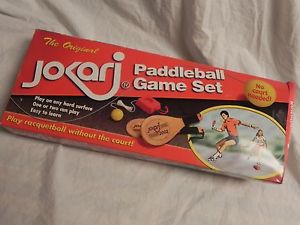 The Original
Jokari®
Paddleball
Game Set
No
court
needed!
Play on any hard surface
One or two can play
Easy to learn
Play racquetball without the court!
Jokari